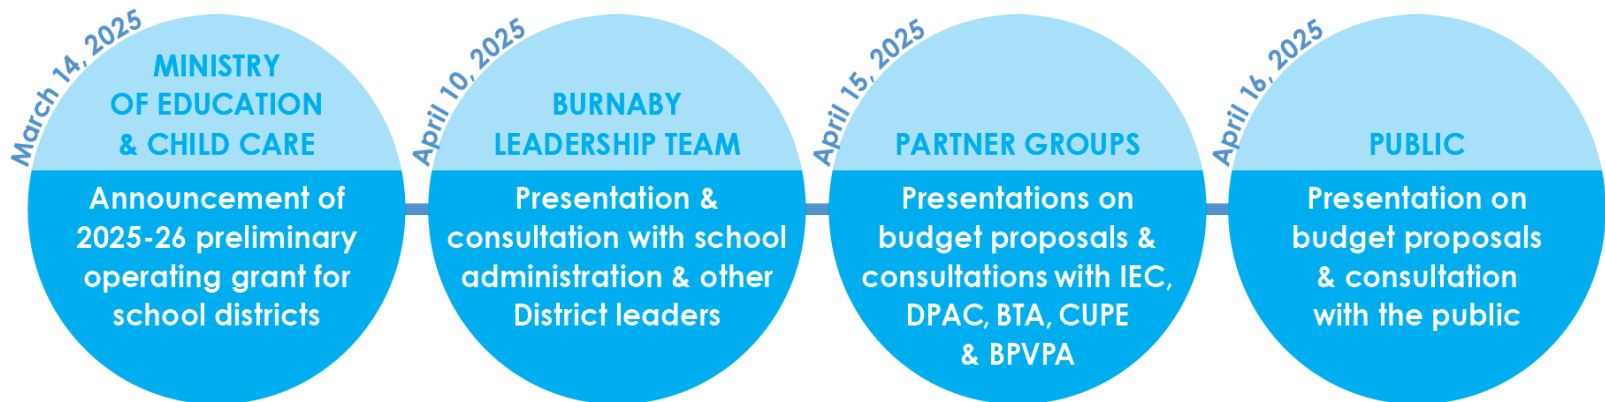 March 14, 2025
MINISTRY
OF EDUCATION
& CHILD CARE
Announcement of
2025-26 preliminary
operating grant for
school districts
April 10, 2025
BURNABY
LEADERSHIP TEAM
Presentation &
consultation with school
administration & other
District leaders
April 15, 2025
PARTNER GROUPS
Presentations on
budget proposals &
consultations with IEC,
DPAC, BTA, CUPE
& BPVPA
April 16, 2025
PUBLIC
Presentation on
budget proposals
& consultation
with the public